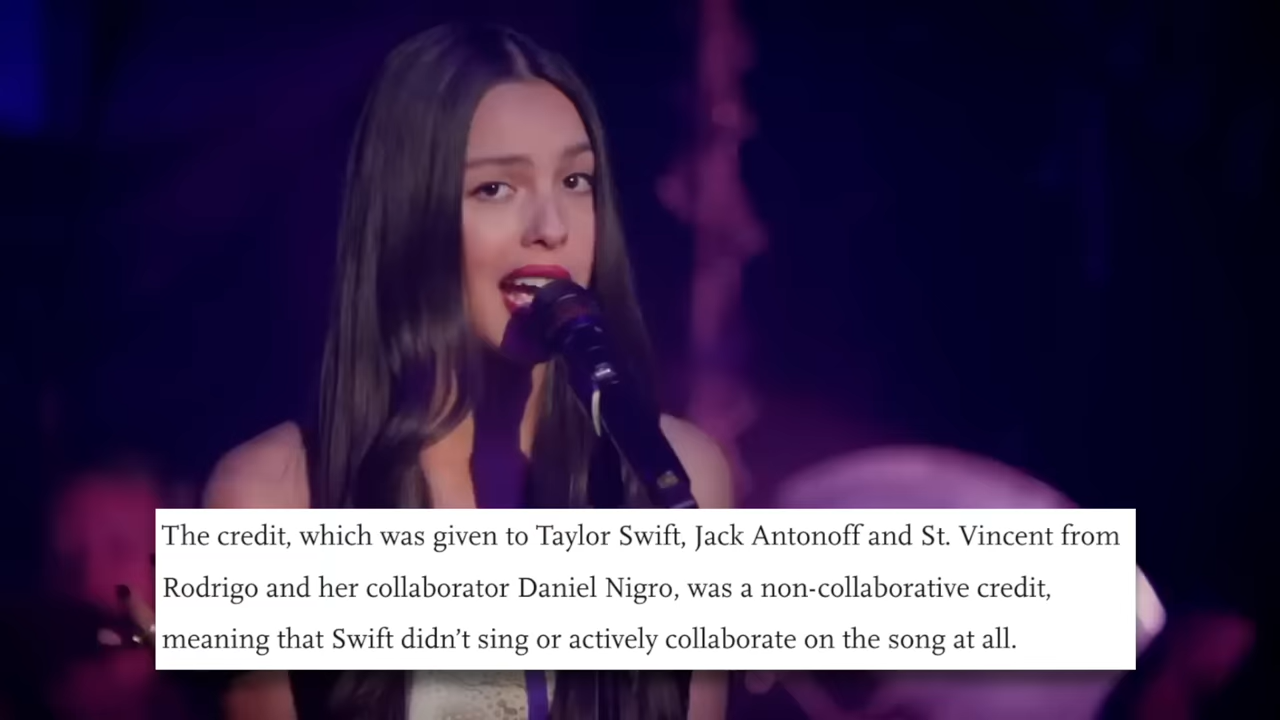 The credit, which was given to Taylor Swift, Jack Antonoff and St. Vincent from
Rodrigo and her collaborator Daniel Nigro, was a non-collaborative credit,
meaning that Swift didn’t sing or actively collaborate on the song at all.